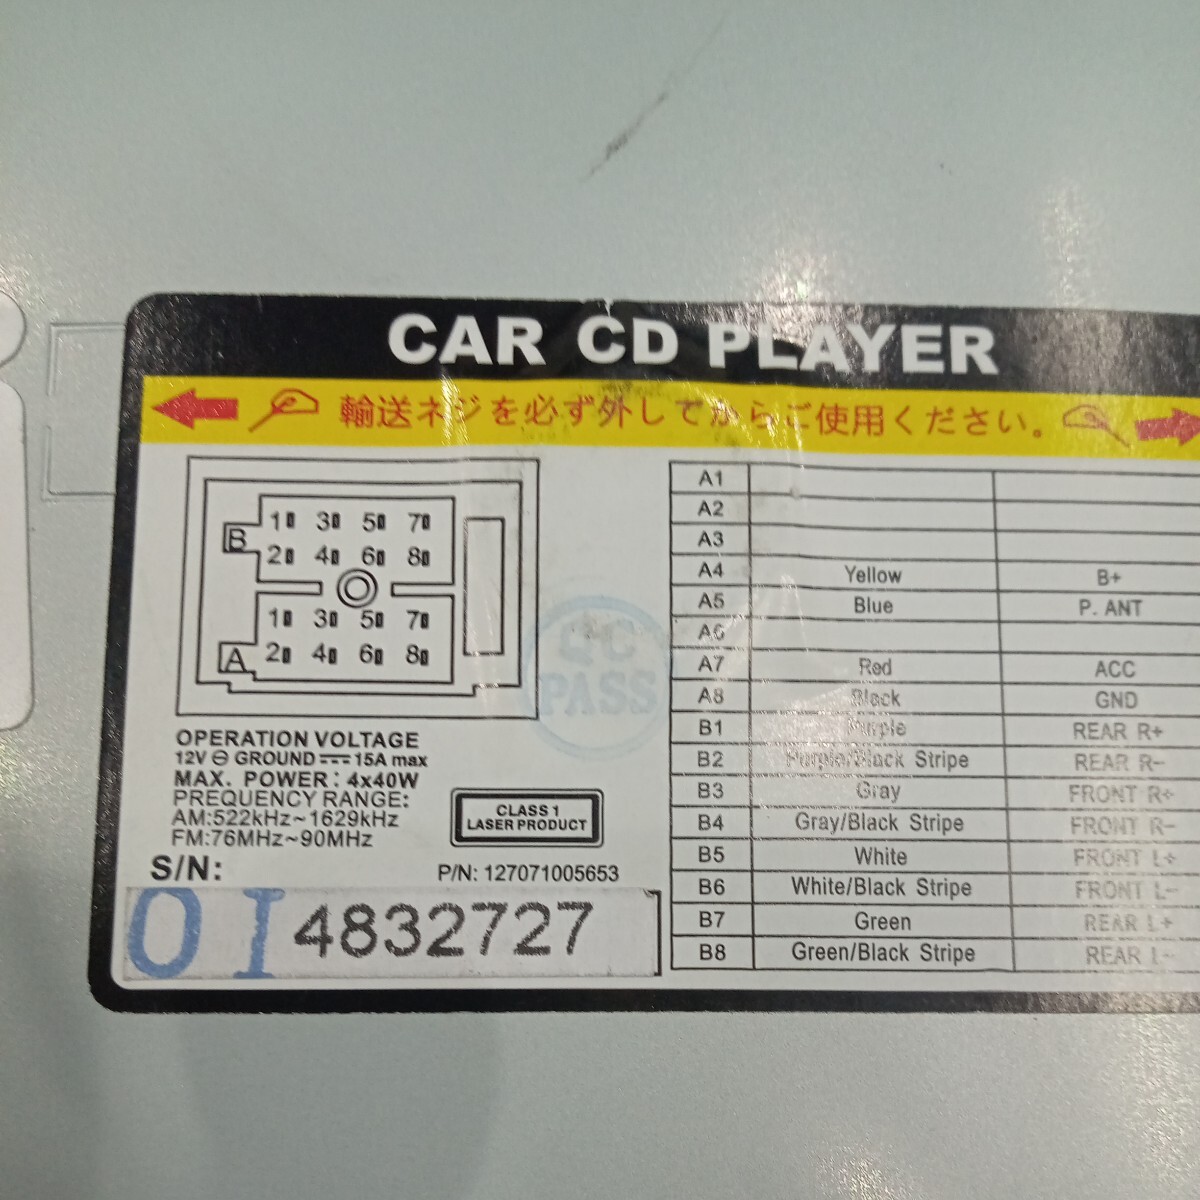 CAR CD PLAYER
輸送ネジを必ず外してからご使用ください。
B
1 3 5 7
2 4 6 8
1 3 5 7
A 2 4 6 8
OPERATION VOLTAGE
12V ⊖ GROUND ⎓ 15A max
MAX. POWER : 4x40W
PREQUENCY RANGE:
AM:522kHz~1629kHz
FM:76MHz~90MHz
CLASS 1
LASER PRODUCT
S/N:
P/N: 127071005653
OI 4832727
QC
PASS
A1
A2
A3
A4 Yellow B+
A5 Blue P. ANT
A6
A7 Red ACC
A8 Black GND
B1 Purple REAR R+
B2 Purple/Black Stripe REAR R-
B3 Gray FRONT R+
B4 Gray/Black Stripe FRONT R-
B5 White FRONT L+
B6 White/Black Stripe FRONT L-
B7 Green REAR L+
B8 Green/Black Stripe REAR L-